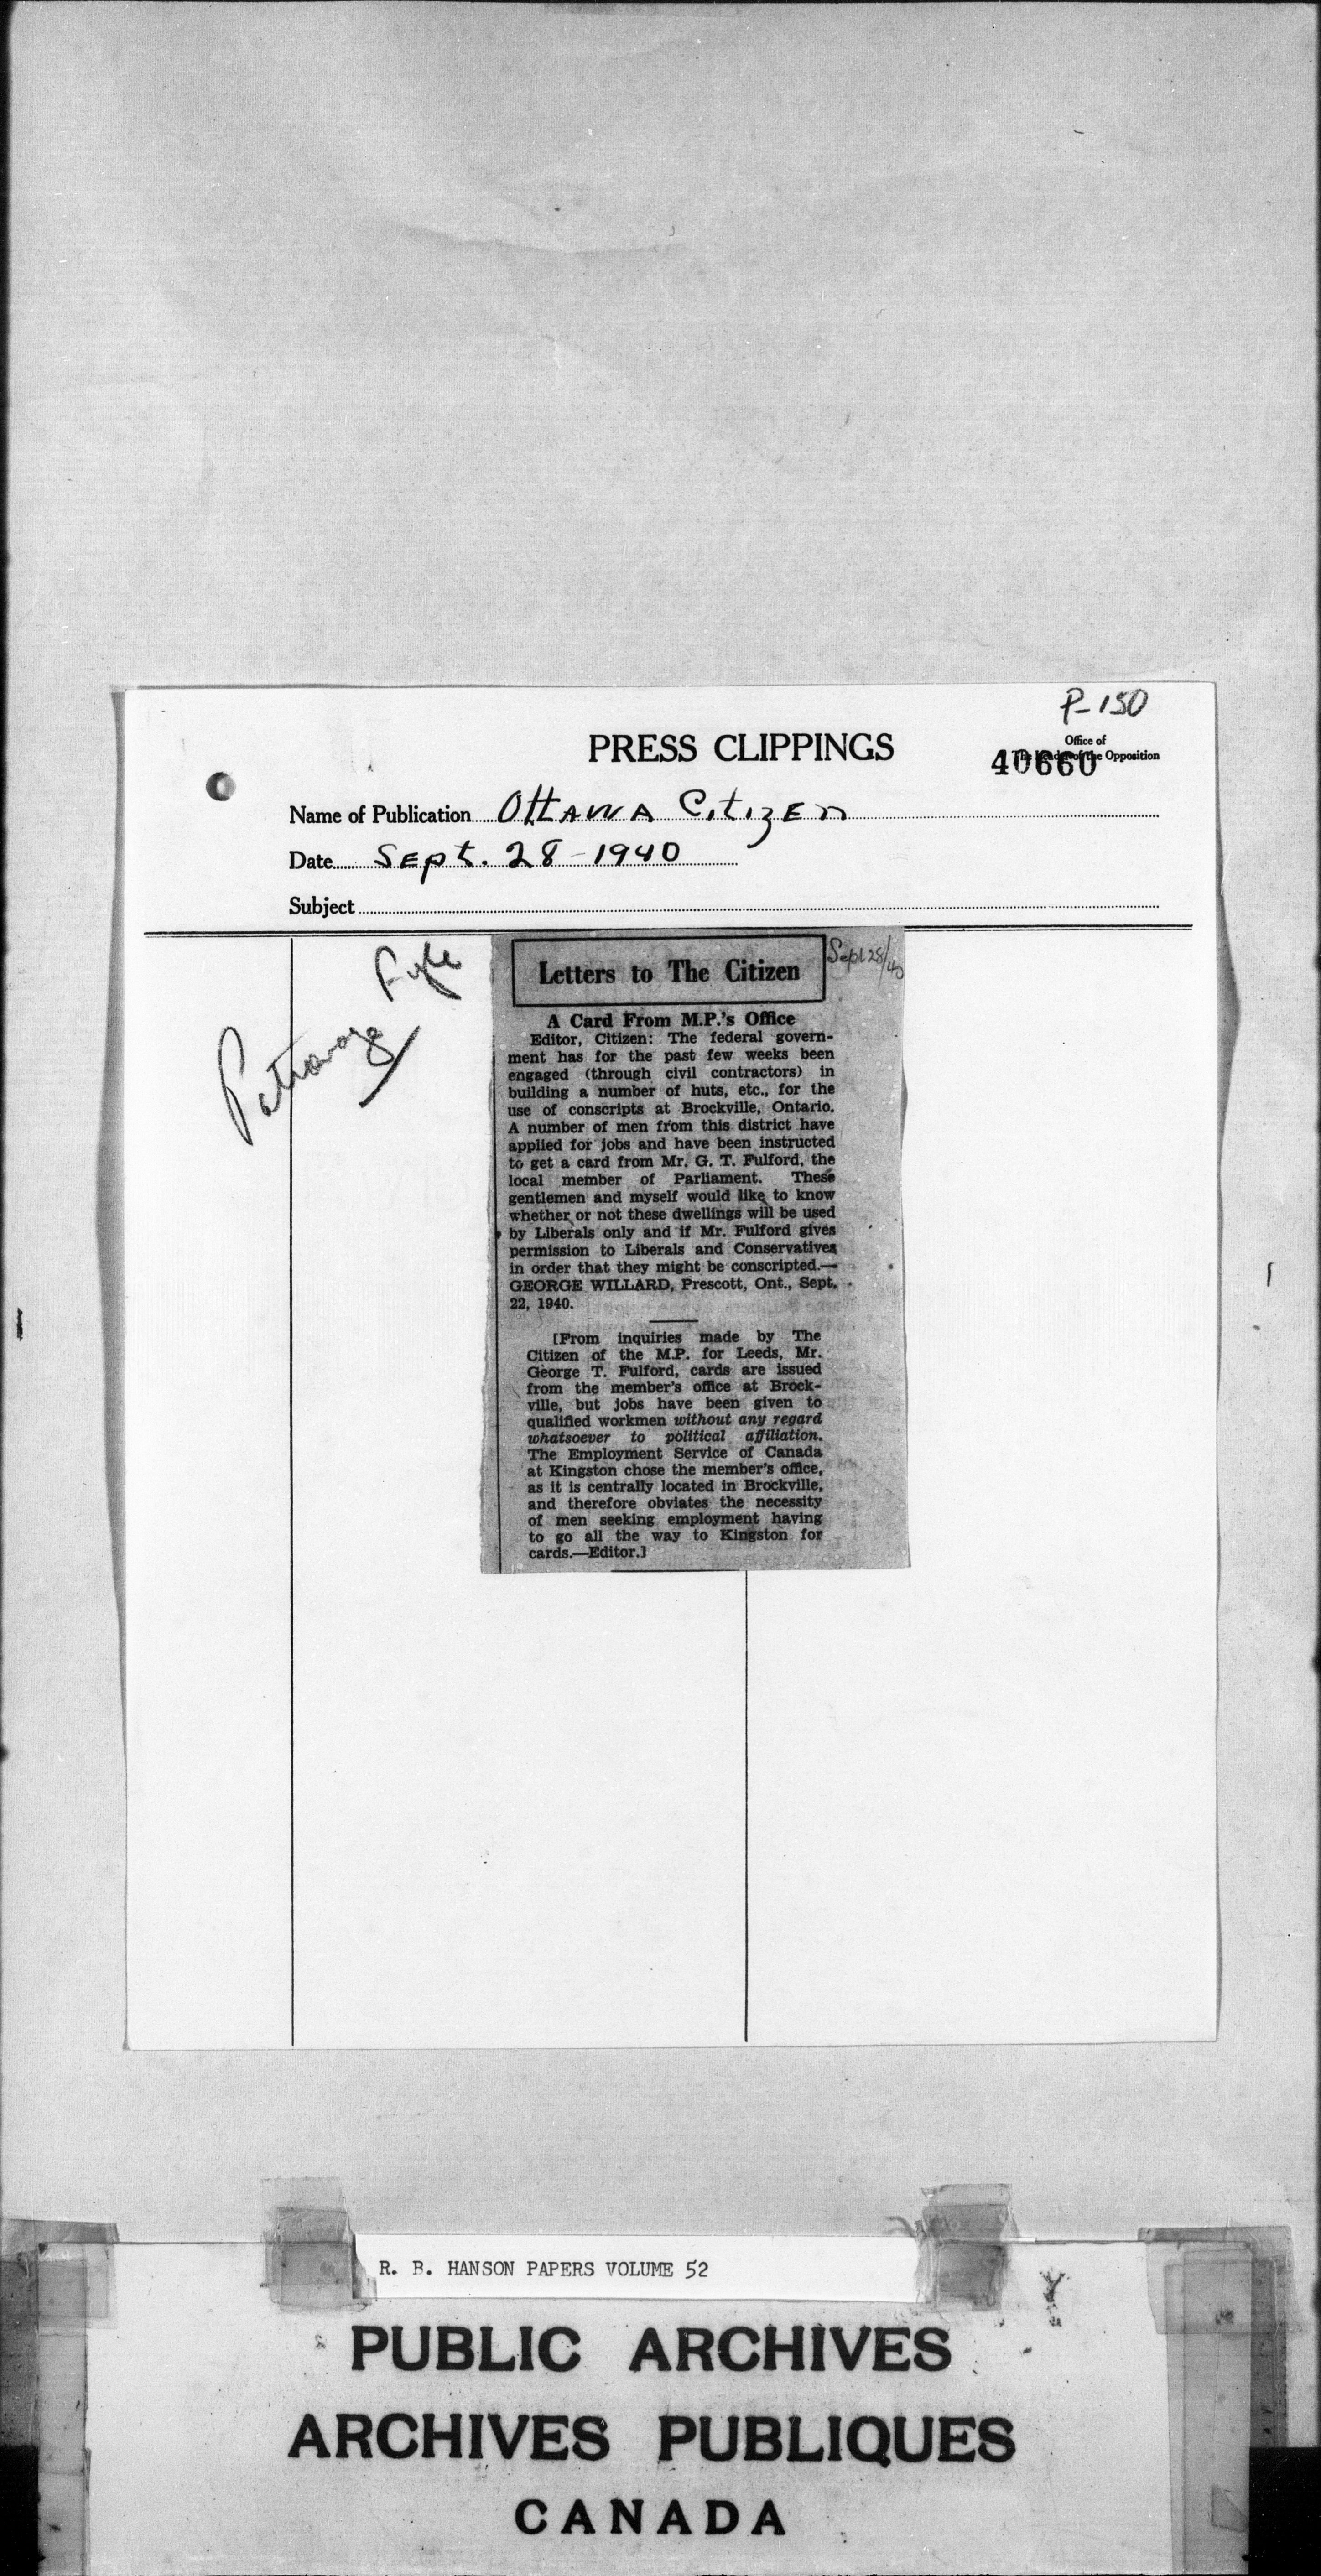 P-150
PRESS CLIPPINGS
Office of
The Leader of the Opposition
40660
Name of Publication Ottawa Citizen
Date Sept. 28-1940
Subject
Patronage Fyle
Sept 28/40
Letters to The Citizen
A Card From M.P.'s Office
Editor, Citizen: The federal govern-
ment has for the past few weeks been
engaged (through civil contractors) in
building a number of huts, etc., for the
use of conscripts at Brockville, Ontario.
A number of men from this district have
applied for jobs and have been instructed
to get a card from Mr. G. T. Fulford, the
local member of Parliament. These
gentlemen and myself would like to know
whether or not these dwellings will be used
by Liberals only and if Mr. Fulford gives
permission to Liberals and Conservatives
in order that they might be conscripted.—
GEORGE WILLARD, Prescott, Ont., Sept.
22, 1940.
[From inquiries made by The
Citizen of the M.P. for Leeds, Mr.
George T. Fulford, cards are issued
from the member's office at Brock-
ville, but jobs have been given to
qualified workmen without any regard
whatsoever to political affiliation.
The Employment Service of Canada
at Kingston chose the member's office,
as it is centrally located in Brockville,
and therefore obviates the necessity
of men seeking employment having
to go all the way to Kingston for
cards.—Editor.]
R. B. HANSON PAPERS VOLUME 52
PUBLIC ARCHIVES
ARCHIVES PUBLIQUES
CANADA